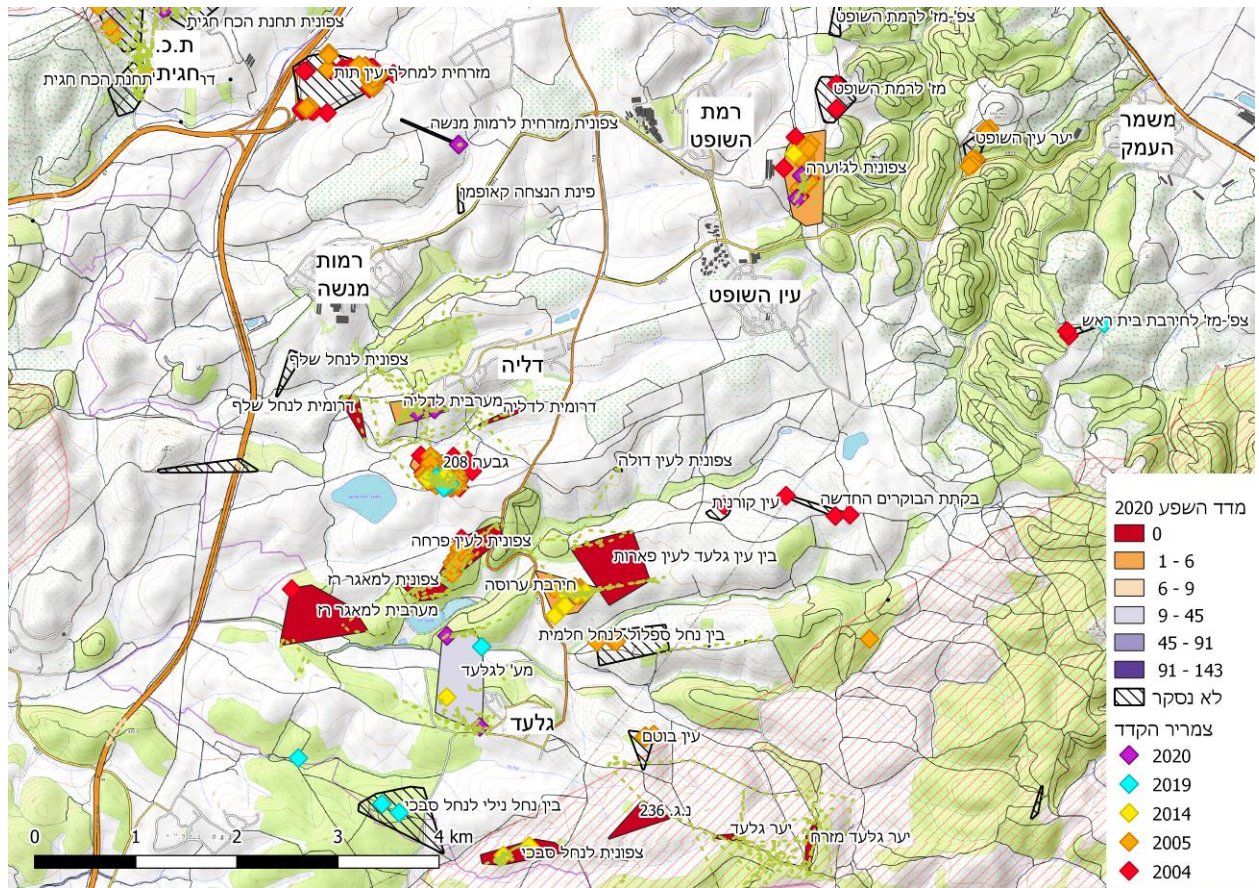 צפונית תחנת הכח חגית
ת.כ.
חגית
תחנת הכח חגית
מזרחית למחלף עין תות
צפונית מזרחית לרמות מנשה
פינת הנצחה קאופמן
רמת
השופט
צפ'-מז' לרמת השופט
מז' לרמת השופט
צפונית לג'וערה
יער עין השופט
משמר
העמק
רמות
מנשה
עין השופט
צפ'-מז' לחירבת בית ראש
צפונית לנחל שלף
דליה
דרומית לנחל שלף
מערבית לדליה
דרומית לדליה
גבעה 208
צפונית לעין דולה
עין קורנית
בקתת הבוקרים החדשה
צפונית לעין פרחה
בין עין גלעד לעין פארות
צפונית למאגר רז
חירבת ערוסה
מערבית למאגר רז
בין נחל ספלול לנחל חלמית
מע' לגלעד
גלעד
עין בוטם
בין נחל נילי לנחל סבכי
נ.ג. 236
יער גלעד
יער גלעד מזרח
צפונית לנחל סבכי
0 1 2 3 4 km
מדד השפע 2020
0
1 - 6
6 - 9
9 - 45
45 - 91
91 - 143
לא נסקר
צמריר הקדד
2020
2019
2014
2005
2004